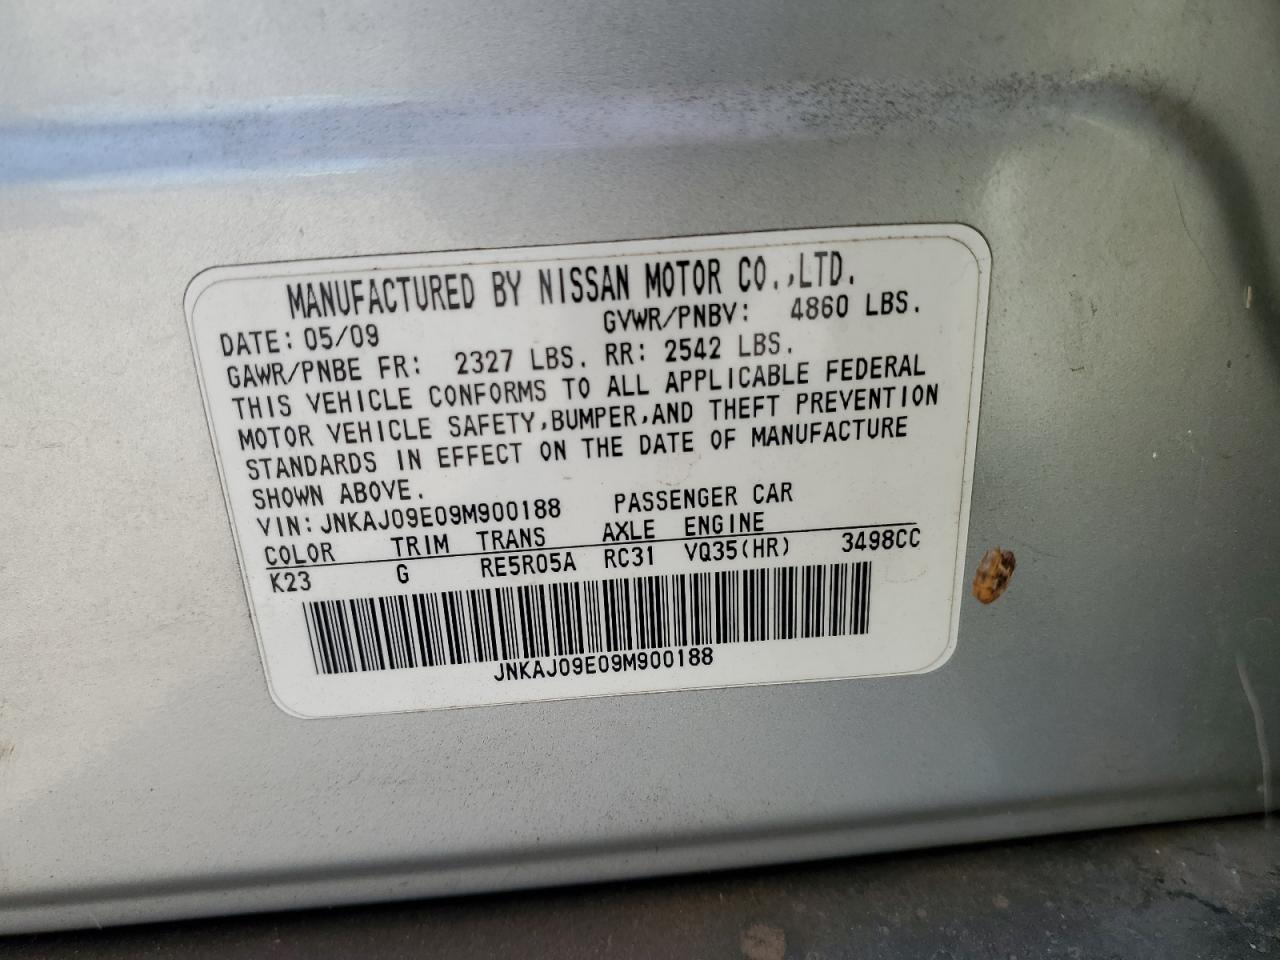 MANUFACTURED BY NISSAN MOTOR CO.,LTD.
DATE: 05/09 GVWR/PNBV: 4860 LBS.
GAWR/PNBE FR: 2327 LBS. RR: 2542 LBS.
THIS VEHICLE CONFORMS TO ALL APPLICABLE FEDERAL
MOTOR VEHICLE SAFETY,BUMPER,AND THEFT PREVENTION
STANDARDS IN EFFECT ON THE DATE OF MANUFACTURE
SHOWN ABOVE.
VIN: JNKAJ09E09M900188 PASSENGER CAR
COLOR TRIM TRANS AXLE ENGINE
K23 G RE5R05A RC31 VQ35(HR) 3498CC
JNKAJ09E09M900188